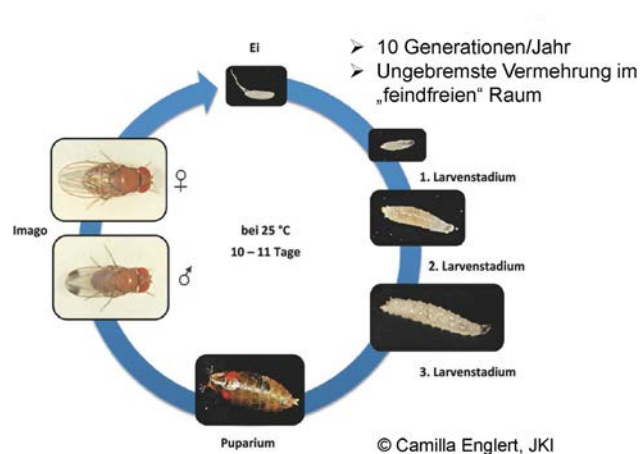 Ei
➢ 10 Generationen/Jahr
➢ Ungebremste Vermehrung im
„feindfreien“ Raum
1. Larvenstadium
♀
Imago
bei 25 °C
10 – 11 Tage
2. Larvenstadium
♂
3. Larvenstadium
Puparium
© Camilla Englert, JKI